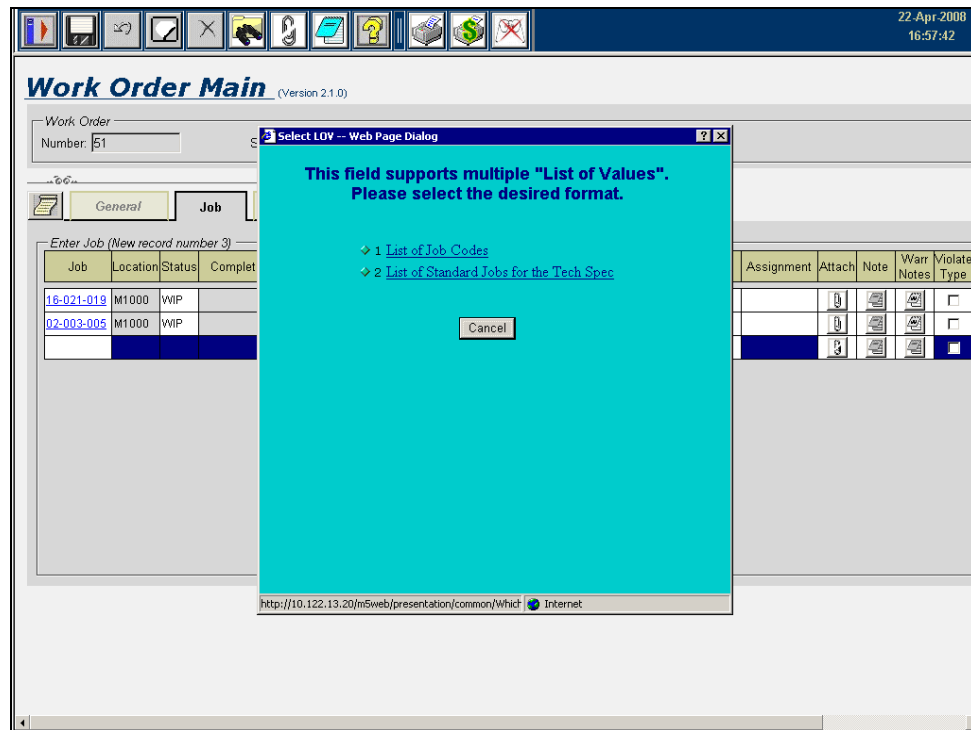 22-Apr-2008
16:57:42
Work Order Main (Version 2.1.0)
Work Order
Number: 51
S
Select LOV -- Web Page Dialog
This field supports multiple "List of Values".
Please select the desired format.
1 List of Job Codes
2 List of Standard Jobs for the Tech Spec
Cancel
General
Job
Enter Job (New record number 3)
Job Location Status Complet Assignment Attach Note Warr Notes Violate Type
16-021-019 M1000 WIP
02-003-005 M1000 WIP
http://10.122.13.20/m5web/presentation/common/Which Internet